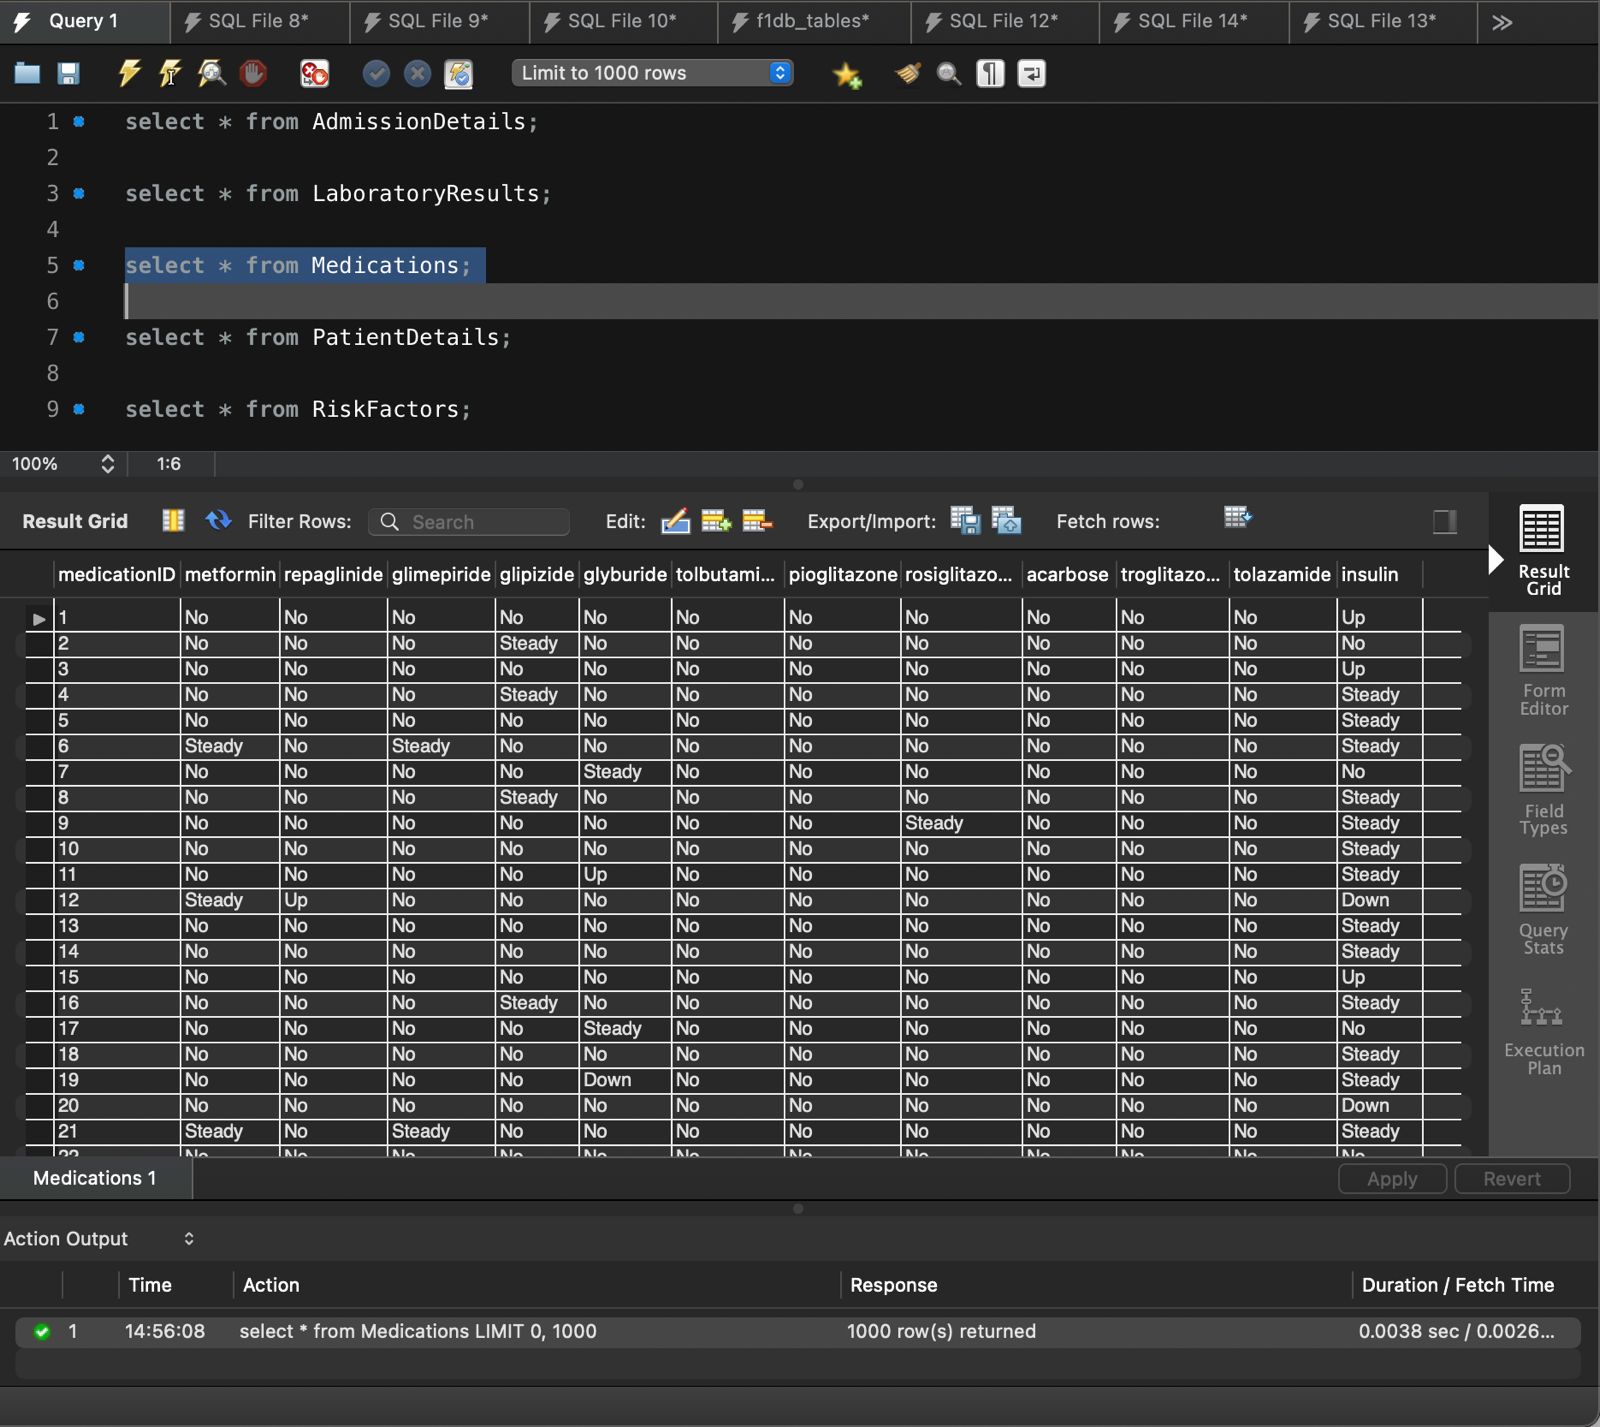 Query 1 SQL File 8* SQL File 9* SQL File 10* f1db_tables* SQL File 12* SQL File 14* SQL File 13*
Limit to 1000 rows
1 select * from AdmissionDetails;
2
3 select * from LaboratoryResults;
4
5 select * from Medications;
6
7 select * from PatientDetails;
8
9 select * from RiskFactors;
100% 1:6
Result Grid Filter Rows: Search Edit: Export/Import: Fetch rows:
medicationID metformin repaglinide glimepiride glipizide glyburide tolbutami... pioglitazone rosiglitazo... acarbose troglitazo... tolazamide insulin
1 No No No No No No No No No No No Up
2 No No No Steady No No No No No No No No
3 No No No No No No No No No No No Up
4 No No No Steady No No No No No No No Steady
5 No No No No No No No No No No No Steady
6 Steady No Steady No No No No No No No No Steady
7 No No No No Steady No No No No No No No
8 No No No Steady No No No No No No No Steady
9 No No No No No No No Steady No No No Steady
10 No No No No No No No No No No No Steady
11 No No No No Up No No No No No No Steady
12 Steady Up No No No No No No No No No Down
13 No No No No No No No No No No No Steady
14 No No No No No No No No No No No Steady
15 No No No No No No No No No No No Up
16 No No No Steady No No No No No No No Steady
17 No No No No Steady No No No No No No No
18 No No No No No No No No No No No Steady
19 No No No No Down No No No No No No Steady
20 No No No No No No No No No No No Down
21 Steady No Steady No No No No No No No No Steady
22 No No No No No No No No No No No No
Result
Grid
Form
Editor
Field
Types
Query
Stats
Execution
Plan
Medications 1 Apply Revert
Action Output
Time Action Response Duration / Fetch Time
1 14:56:08 select * from Medications LIMIT 0, 1000 1000 row(s) returned 0.0038 sec / 0.0026...